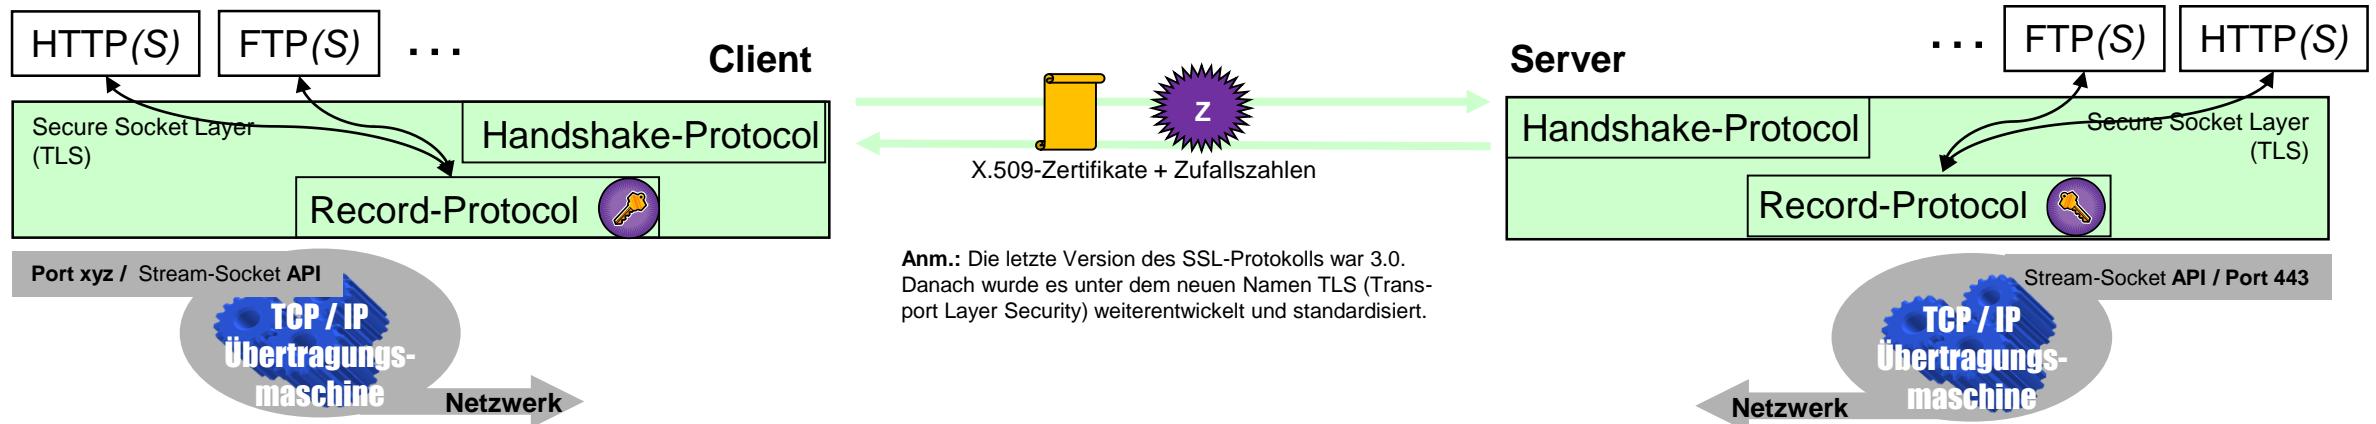 HTTP(S)
FTP(S)
...
Client
Secure Socket Layer
(TLS)
Handshake-Protocol
Record-Protocol
Port xyz / Stream-Socket API
TCP / IP
Übertragungs-
maschine
Netzwerk
Z
X.509-Zertifikate + Zufallszahlen
Anm.: Die letzte Version des SSL-Protokolls war 3.0.
Danach wurde es unter dem neuen Namen TLS (Trans-
port Layer Security) weiterentwickelt und standardisiert.
Server
...
FTP(S)
HTTP(S)
Handshake-Protocol
Secure Socket Layer
(TLS)
Record-Protocol
Stream-Socket API / Port 443
TCP / IP
Übertragungs-
maschine
Netzwerk